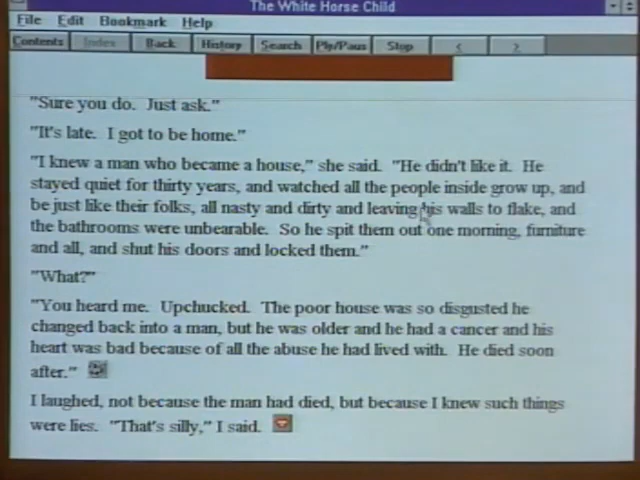 The White Horse Child
File Edit Bookmark Help
Contents Index Back History Search Ply/Paus Stop < >
"Sure you do. Just ask."
"It's late. I got to be home."
"I knew a man who became a house," she said. "He didn't like it. He
stayed quiet for thirty years, and watched all the people inside grow up, and
be just like their folks, all nasty and dirty and leaving his walls to flake, and
the bathrooms were unbearable. So he spit them out one morning, furniture
and all, and shut his doors and locked them."
"What?"
"You heard me. Upchucked. The poor house was so disgusted he
changed back into a man, but he was older and he had a cancer and his
heart was bad because of all the abuse he had lived with. He died soon
after."
I laughed, not because the man had died, but because I knew such things
were lies. "That's silly," I said.